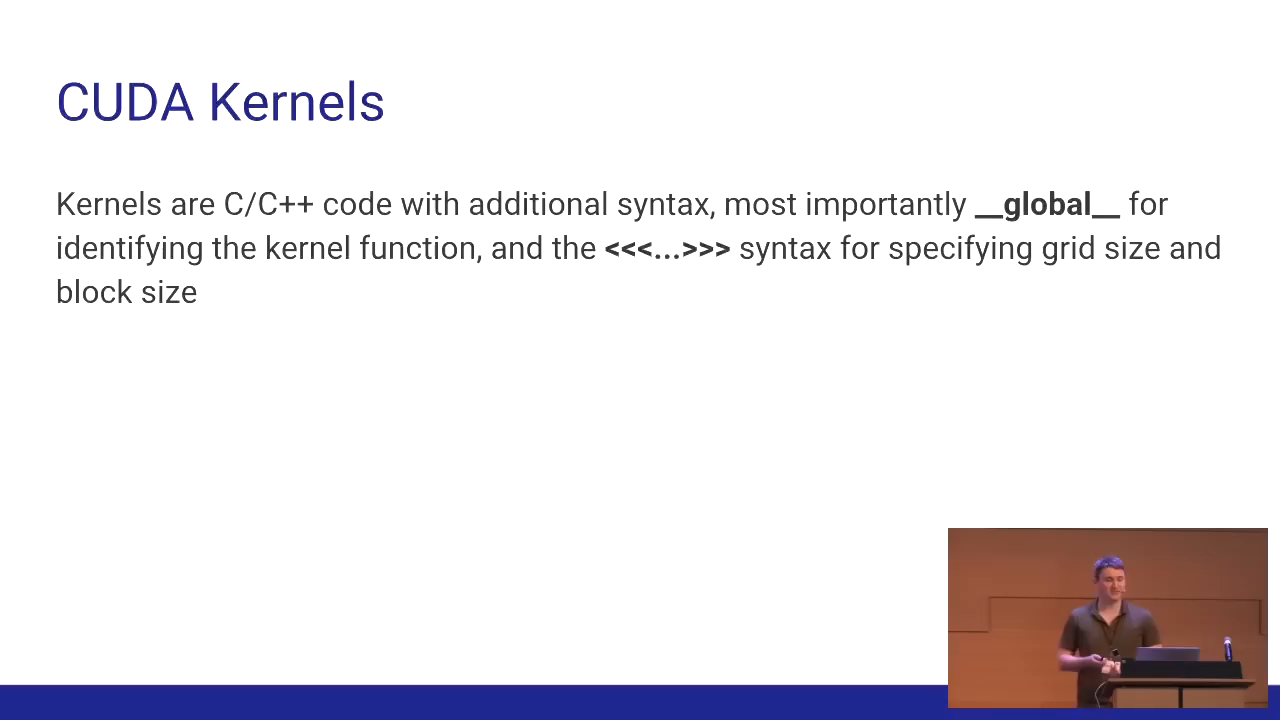 CUDA Kernels
Kernels are C/C++ code with additional syntax, most importantly __global__ for
identifying the kernel function, and the <<<...>>> syntax for specifying grid size and
block size